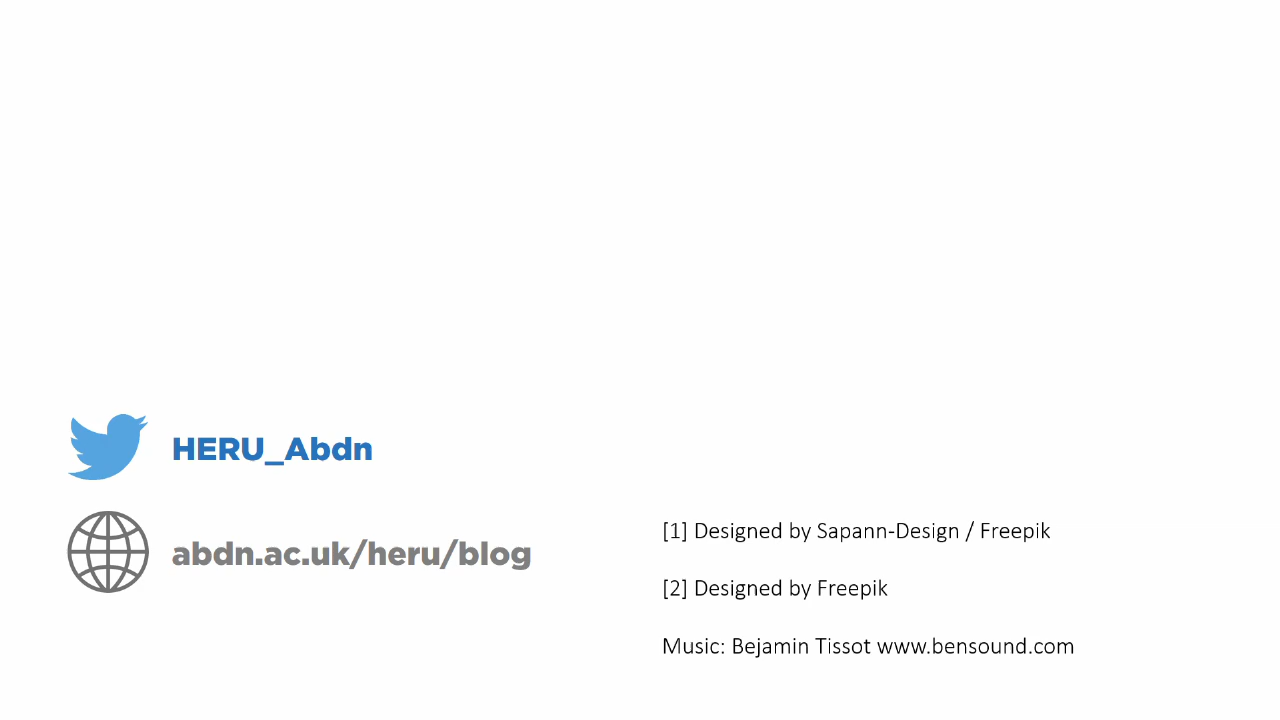 HERU_Abdn
abdn.ac.uk/heru/blog
[1] Designed by Sapann-Design / Freepik
[2] Designed by Freepik
Music: Bejamin Tissot www.bensound.com